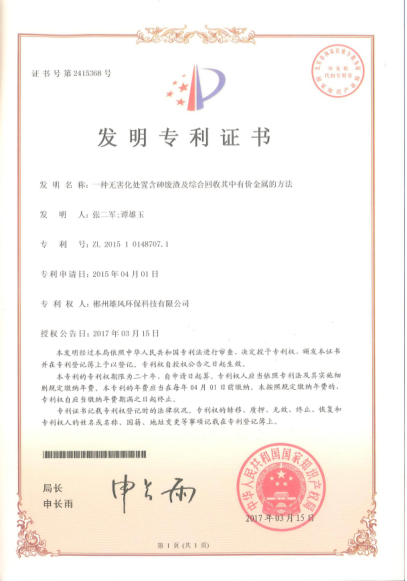 证书号第2415368号
发明专利证书
发 明 名 称：一种无害化处置含砷废渣及综合回收其中有价金属的方法
发 明 人：张二军;谭雄玉
专 利 号：ZL 2015 1 0148707.1
专利申请日：2015年04月01日
专 利 权 人：郴州雄风环保科技有限公司
授权公告日：2017年03月15日
本发明经过本局依照中华人民共和国专利法进行审查，决定授予专利权，颁发本证书
并在专利登记簿上予以登记。专利权自授权公告之日起生效。
本专利的专利权期限为二十年，自申请日起算。专利权人应当依照专利法及其实施细
则规定缴纳年费。本专利的年费应当在每年04月01日前缴纳。未按照规定缴纳年费的，
专利权自应当缴纳年费期满之日起终止。
专利证书记载专利权登记时的法律状况。专利权的转移、质押、无效、终止、恢复和
专利权人的姓名或名称、国籍、地址变更等事项记载在专利登记簿上。
局长
申长雨
申长雨
中华人民共和国国家知识产权局
2017年03月15日
第 1 页 (共 1 页)